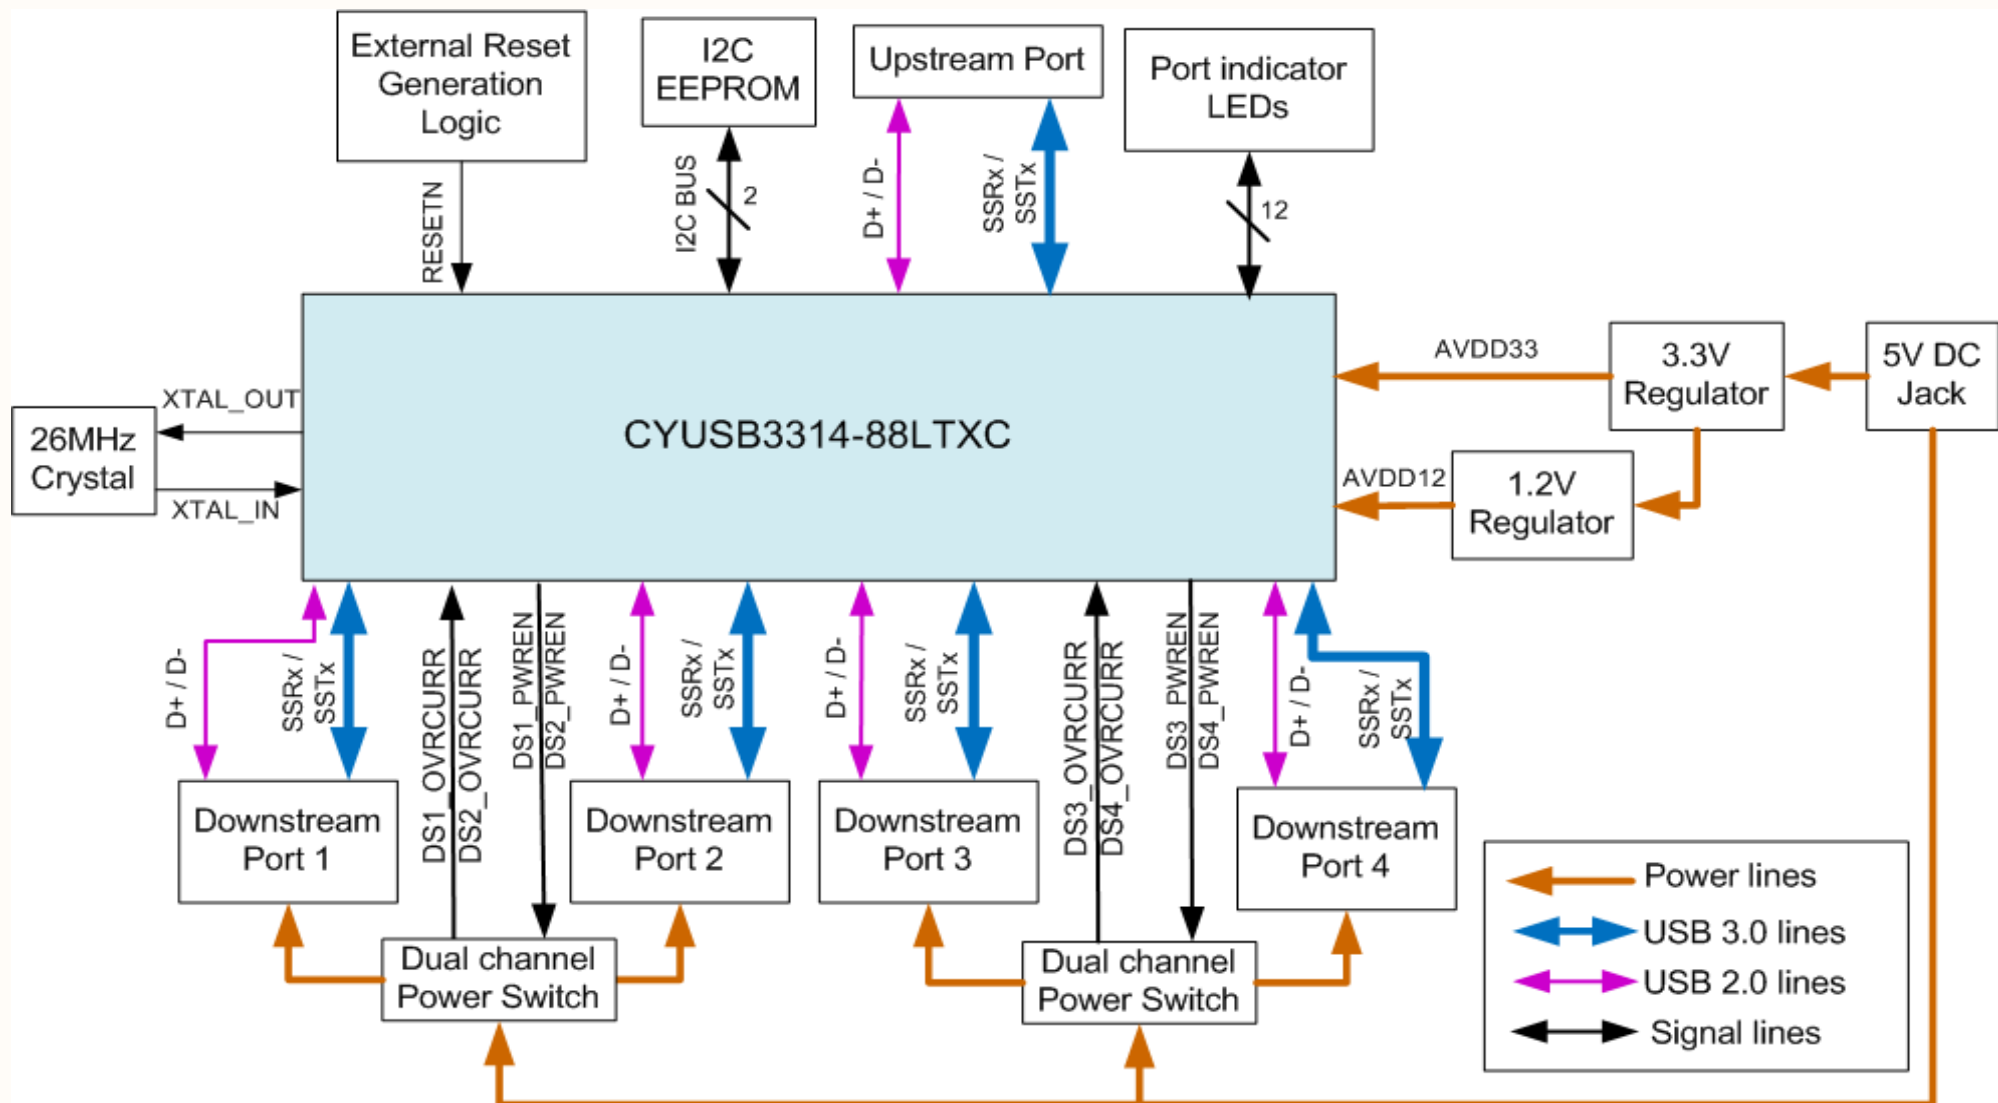 External Reset
Generation
Logic
I2C
EEPROM
Upstream Port
Port indicator
LEDs
RESETN
I2C BUS
2
D+ / D-
SSRx /
SSTx
12
XTAL_OUT
26MHz
Crystal
XTAL_IN
CYUSB3314-88LTXC
AVDD33
3.3V
Regulator
5V DC
Jack
AVDD12
1.2V
Regulator
D+ / D-
SSRx /
SSTx
DS1_OVRCURR
DS2_OVRCURR
DS1_PWREN
DS2_PWREN
D+ / D-
SSRx /
SSTx
D+ / D-
SSRx /
SSTx
DS3_OVRCURR
DS4_OVRCURR
DS3_PWREN
DS4_PWREN
D+ / D-
SSRx /
SSTx
Downstream
Port 1
Downstream
Port 2
Downstream
Port 3
Downstream
Port 4
Dual channel
Power Switch
Dual channel
Power Switch
Power lines
USB 3.0 lines
USB 2.0 lines
Signal lines